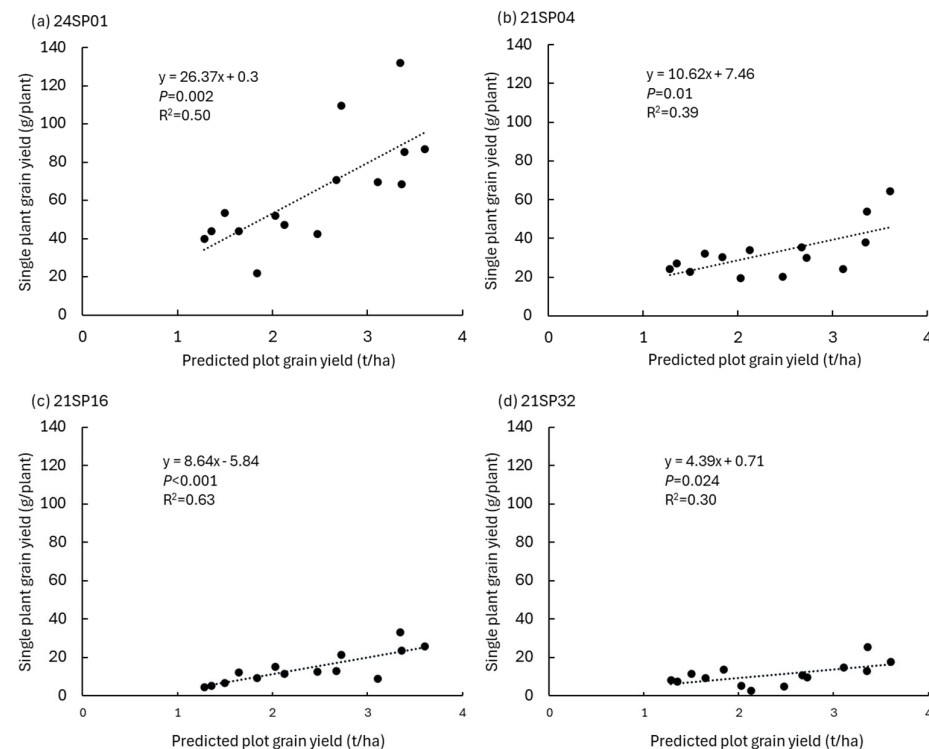 (a) 24SP01
Single plant grain yield (g/plant)
140
120
100
80
60
40
20
0
y = 26.37x + 0.3
P=0.002
R²=0.50
0 1 2 3 4
Predicted plot grain yield (t/ha)
(b) 21SP04
Single plant grain yield (g/plant)
140
120
100
80
60
40
20
0
y = 10.62x + 7.46
P=0.01
R²=0.39
0 1 2 3 4
Predicted plot grain yield (t/ha)
(c) 21SP16
Single plant grain yield (g/plant)
140
120
100
80
60
40
20
0
y = 8.64x - 5.84
P<0.001
R²=0.63
0 1 2 3 4
Predicted plot grain yield (t/ha)
(d) 21SP32
Single plant grain yield (g/plant)
140
120
100
80
60
40
20
0
y = 4.39x + 0.71
P=0.024
R²=0.30
0 1 2 3 4
Predicted plot grain yield (t/ha)